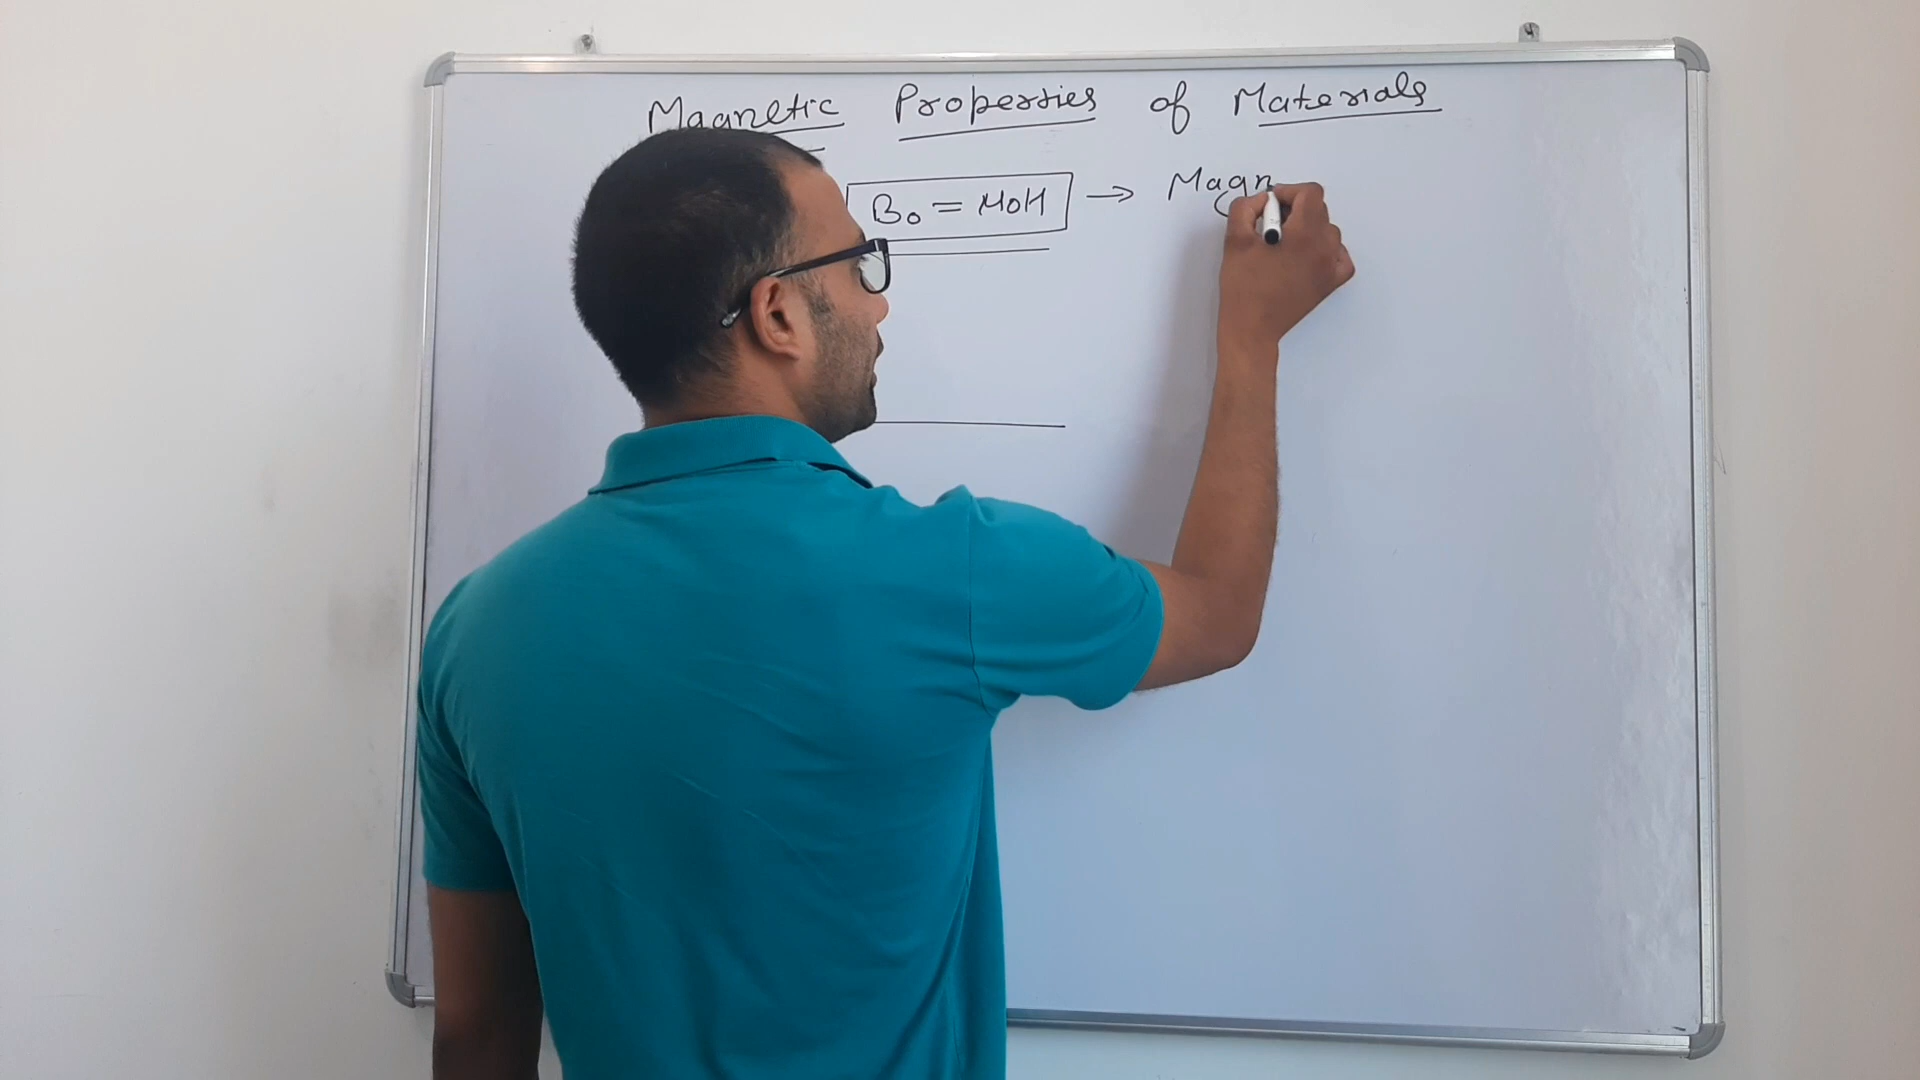 Magnetic Properties of Materials
B₀ = μ₀H → Magn